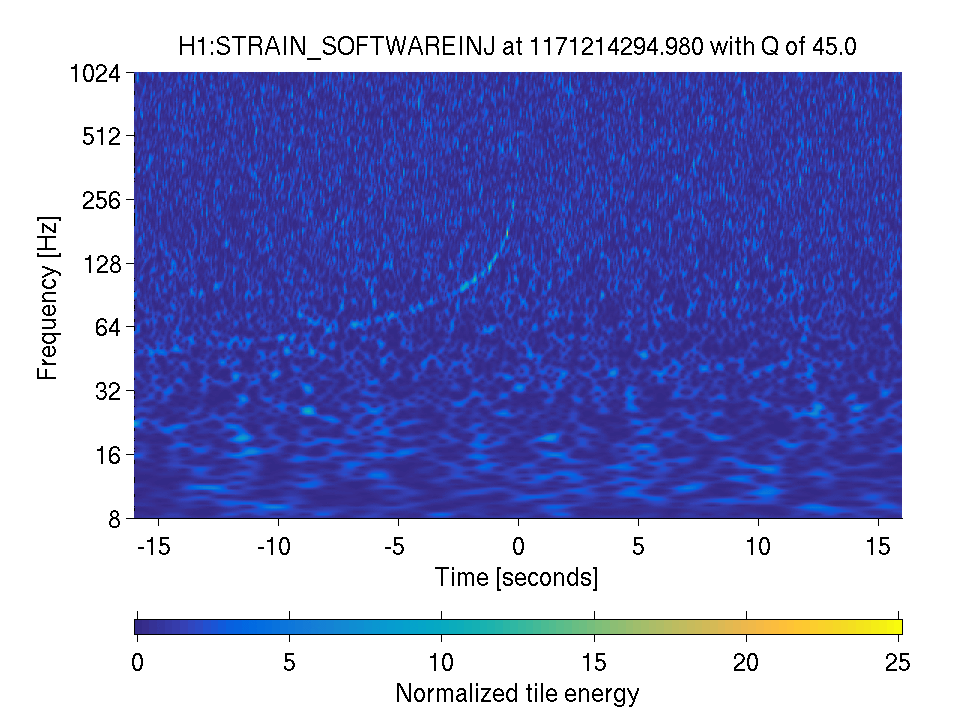 H1:STRAIN_SOFTWAREINJ at 1171214294.980 with Q of 45.0
1024
512
256
128
64
32
16
8
Frequency [Hz]
-15 -10 -5 0 5 10 15
Time [seconds]
0 5 10 15 20 25
Normalized tile energy